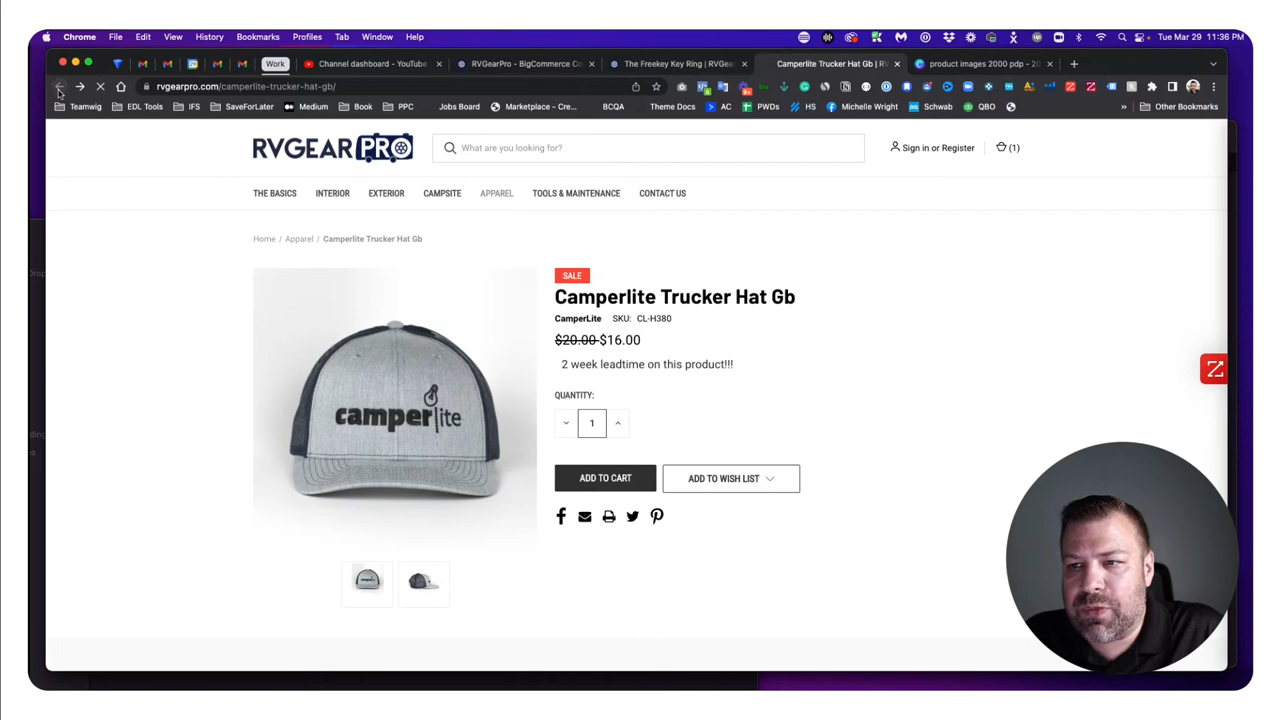 Chrome File Edit View History Bookmarks Profiles Tab Window Help Tue Mar 29 11:36 PM
Work Channel dashboard - YouTube RVGearPro - BigCommerce Co The Freekey Key Ring | RVGea Camperlite Trucker Hat Gb | RV product images 2000 pdp - 20
rvgearpro.com/camperlite-trucker-hat-gb/
Teamwig EDL Tools IFS SaveForLater Medium Book PPC Jobs Board Marketplace - Cre... BCQA Theme Docs AC PWDs HS Michelle Wright Schwab QBO » Other Bookmarks
RVGEARPRO What are you looking for? Sign in or Register (1)
THE BASICS INTERIOR EXTERIOR CAMPSITE APPAREL TOOLS & MAINTENANCE CONTACT US
Home / Apparel / Camperlite Trucker Hat Gb
SALE
Camperlite Trucker Hat Gb
CamperLite SKU: CL-H380
$20.00 $16.00
2 week leadtime on this product!!!
QUANTITY:
1
camperlite
ADD TO CART ADD TO WISH LIST